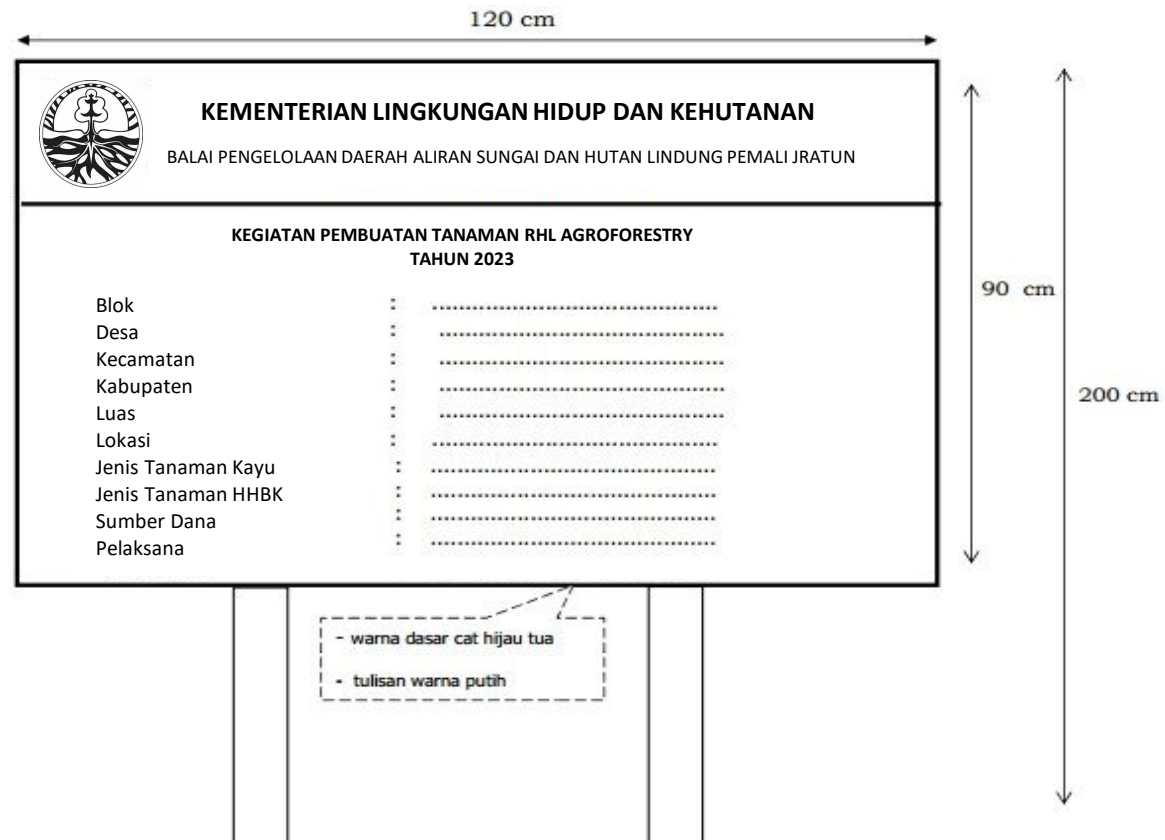 120 cm
KEMENTERIAN LINGKUNGAN HIDUP DAN KEHUTANAN
BALAI PENGELOLAAN DAERAH ALIRAN SUNGAI DAN HUTAN LINDUNG PEMALI JRATUN
KEGIATAN PEMBUATAN TANAMAN RHL AGROFORESTRY
TAHUN 2023
Blok : ..........................................
Desa : ..........................................
Kecamatan : ..........................................
Kabupaten : ..........................................
Luas : ..........................................
Lokasi : ..........................................
Jenis Tanaman Kayu : ..........................................
Jenis Tanaman HHBK : ..........................................
Sumber Dana : ..........................................
Pelaksana : ..........................................
90 cm
200 cm
- warna dasar cat hijau tua
- tulisan warna putih